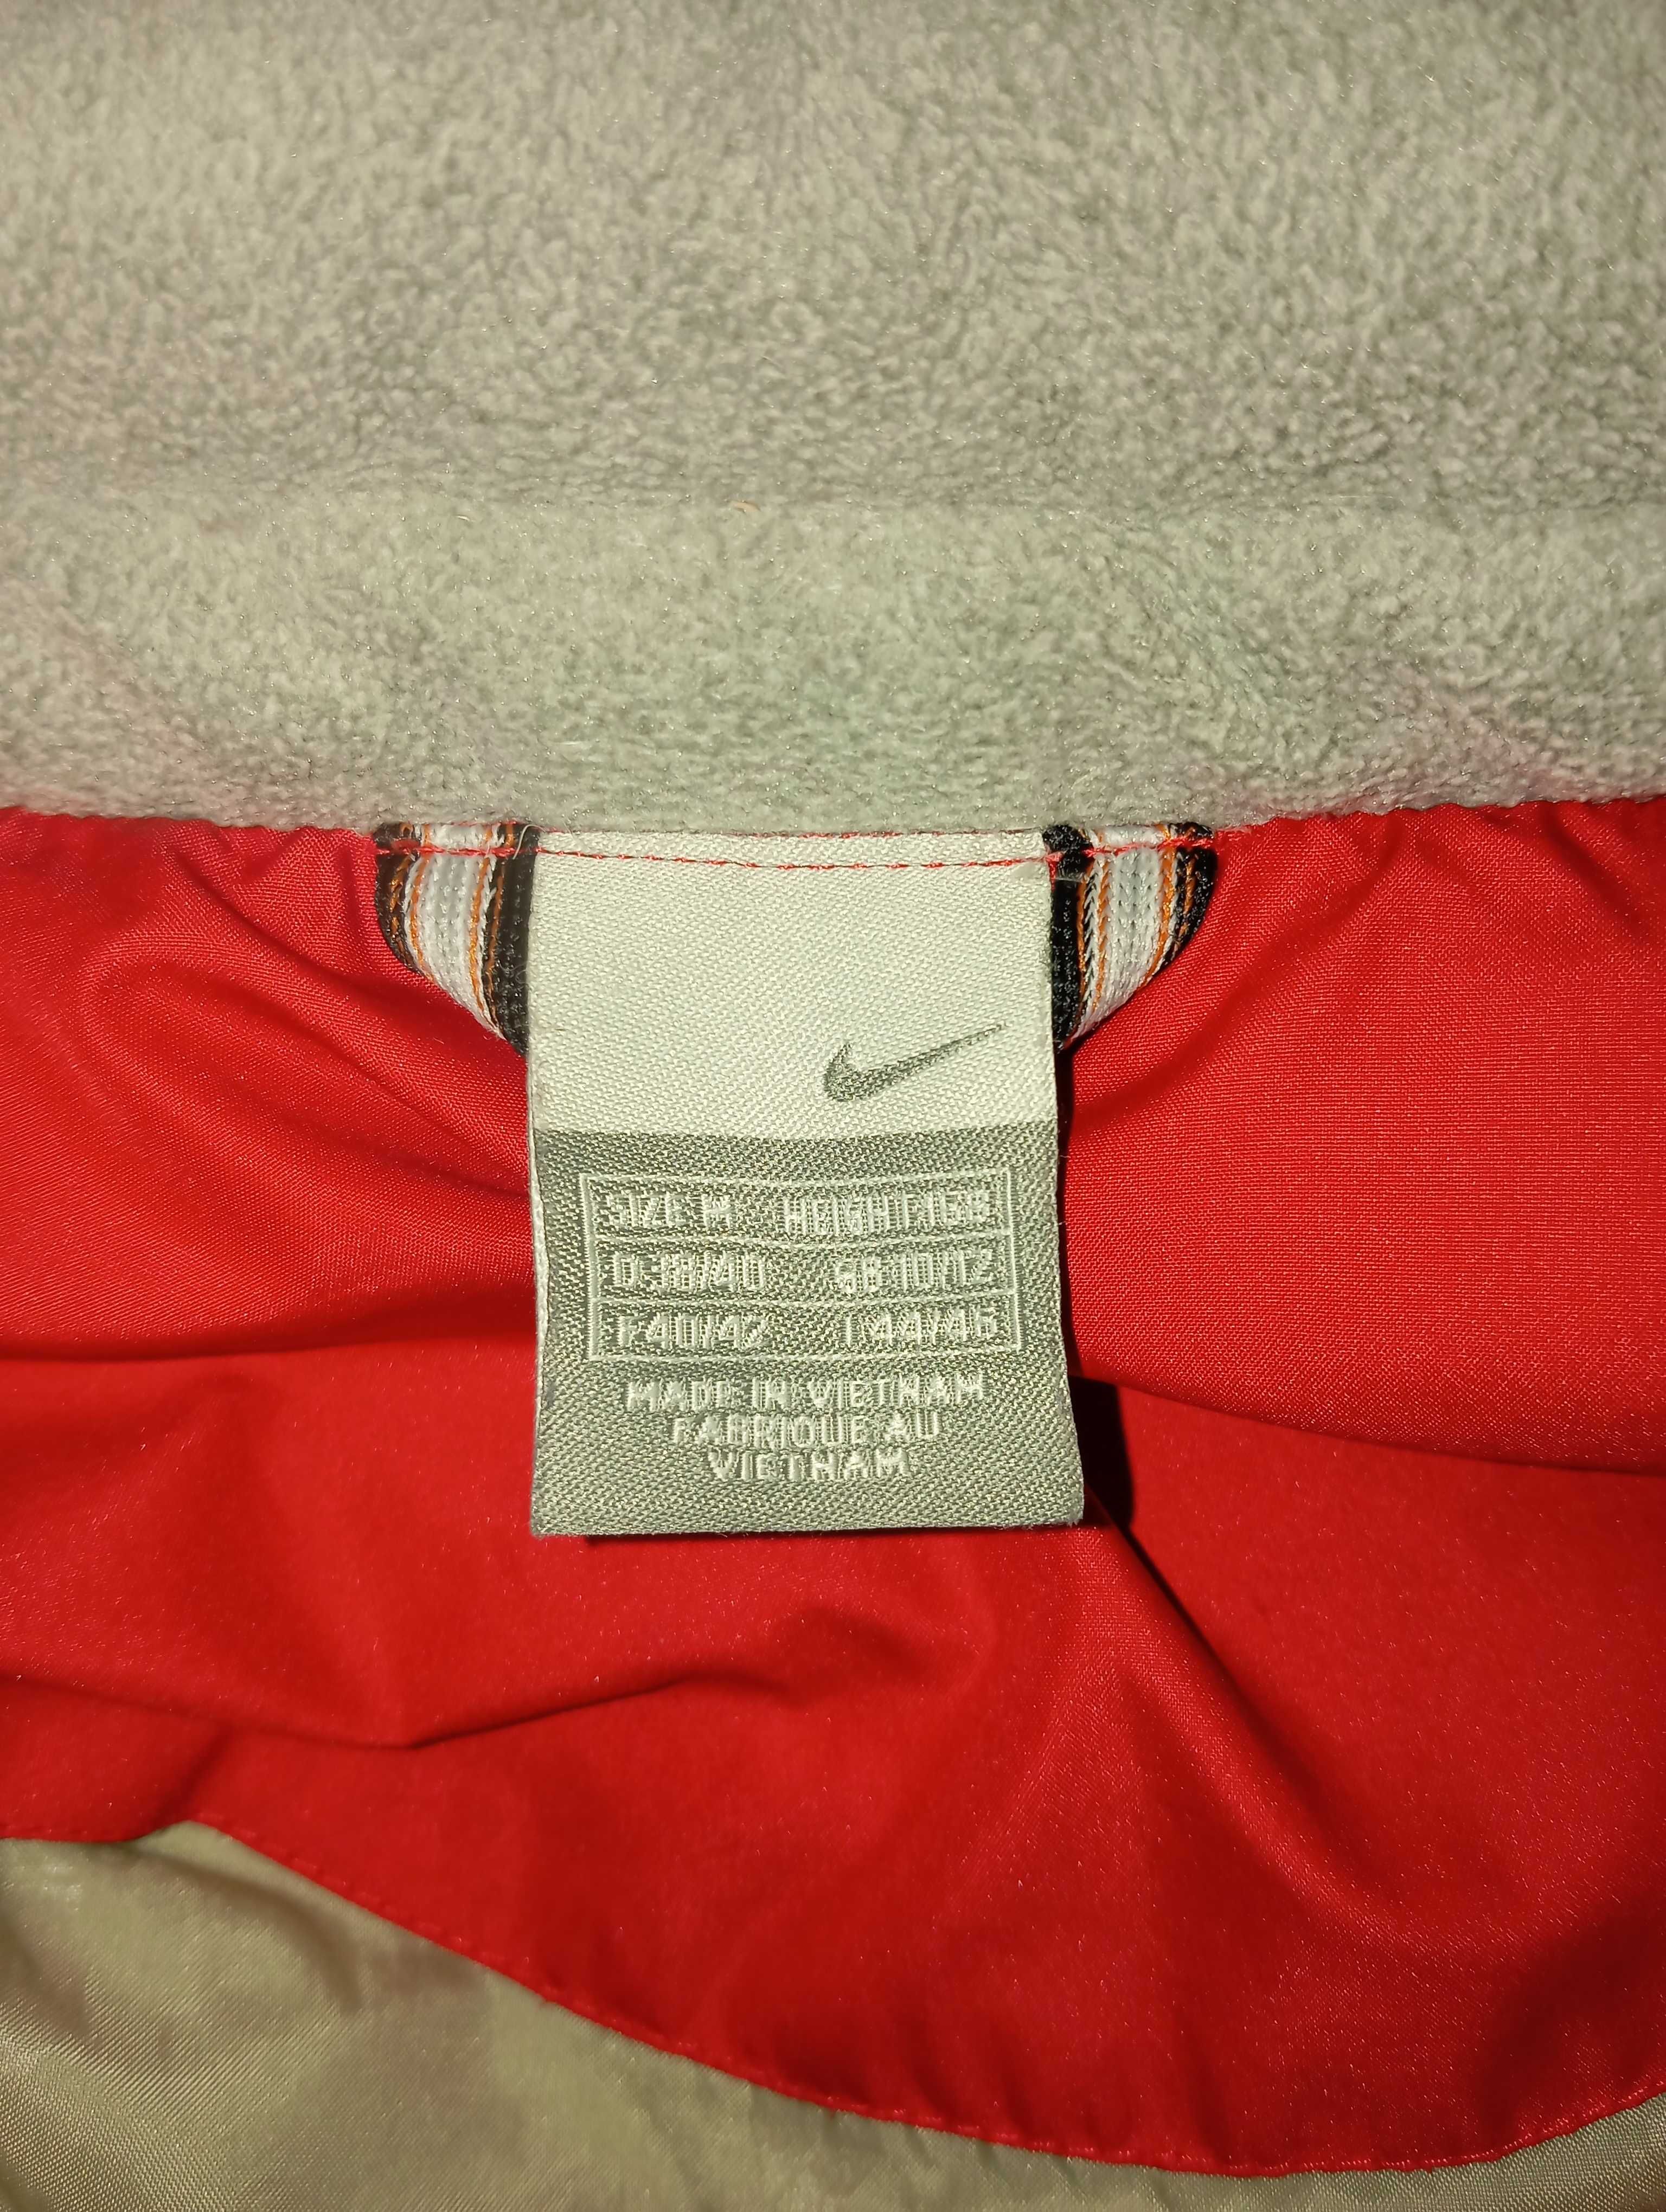 SIZE M HEIGHT 168
D 38/40 GB 10/12
F 40/42 I 44/46
MADE IN VIETNAM
FABRIQUE AU
VIETNAM